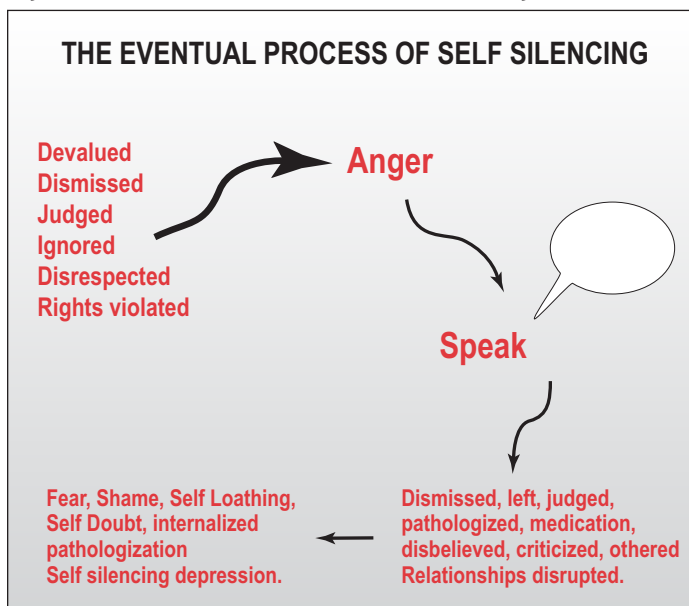 THE EVENTUAL PROCESS OF SELF SILENCING
Devalued
Dismissed
Judged
Ignored
Disrespected
Rights violated
Anger
Speak
Dismissed, left, judged,
pathologized, medication,
disbelieved, criticized, othered
Relationships disrupted.
Fear, Shame, Self Loathing,
Self Doubt, internalized
pathologization
Self silencing depression.